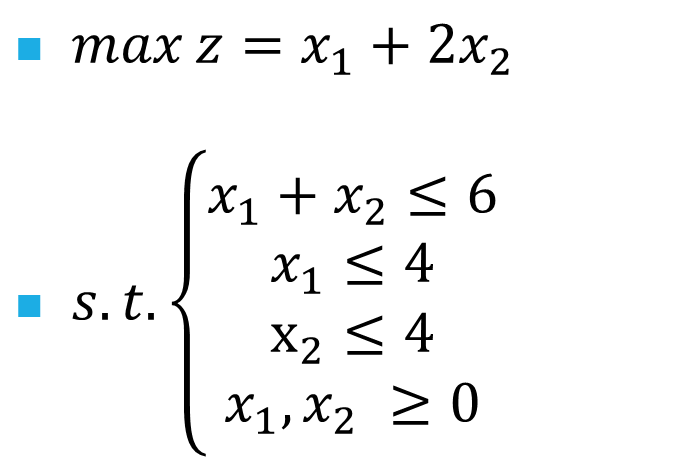 ■ max z = x₁ + 2x₂
x₁ + x₂ ≤ 6
x₁ ≤ 4
■ s.t.
x₂ ≤ 4
x₁, x₂ ≥ 0